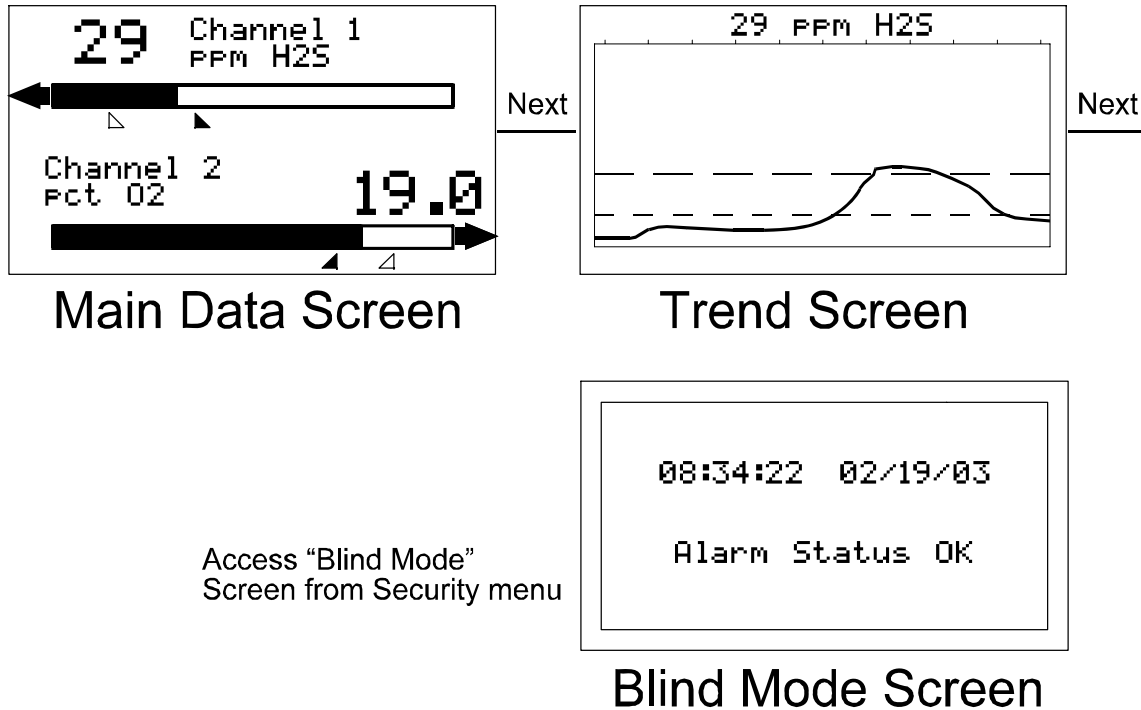 29 Channel 1
ppm H2S
Channel 2
pct O2
19.0
Main Data Screen
Next
29 ppm H2S
Trend Screen
Next
Access “Blind Mode”
Screen from Security menu
08:34:22 02/19/03
Alarm Status OK
Blind Mode Screen